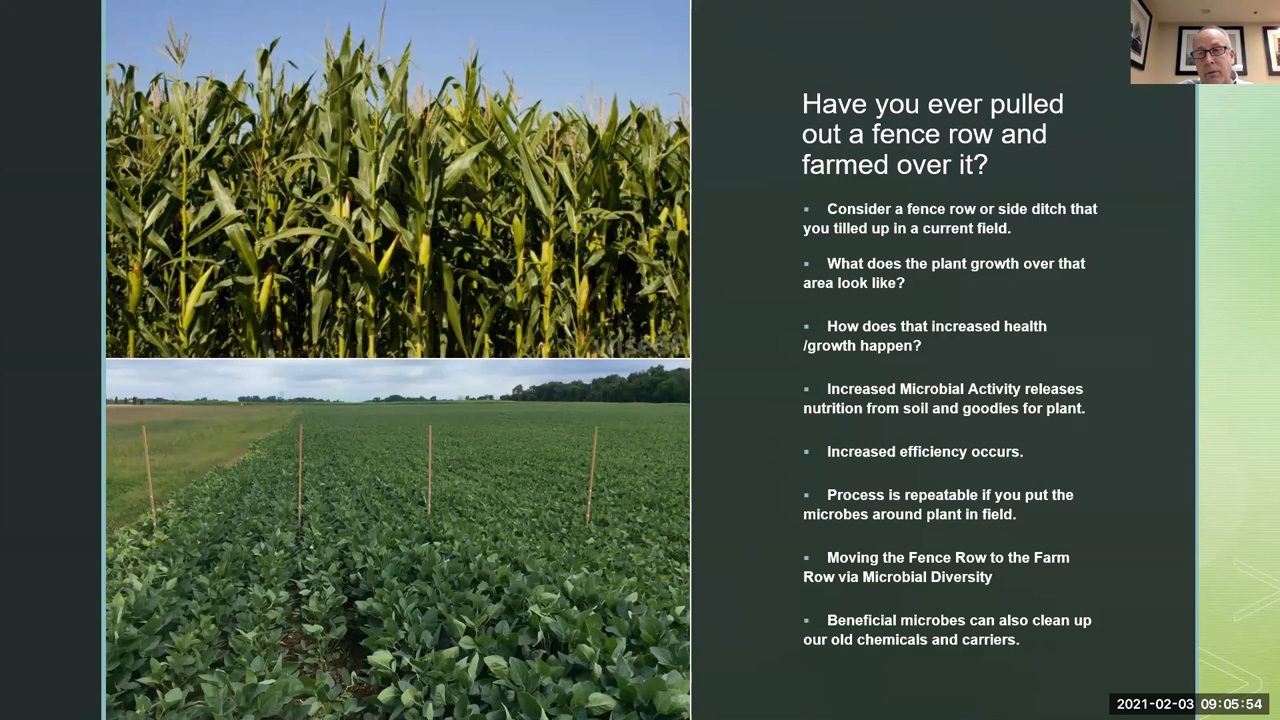 Have you ever pulled
out a fence row and
farmed over it?
▪ Consider a fence row or side ditch that
you tilled up in a current field.
▪ What does the plant growth over that
area look like?
▪ How does that increased health
/growth happen?
▪ Increased Microbial Activity releases
nutrition from soil and goodies for plant.
▪ Increased efficiency occurs.
▪ Process is repeatable if you put the
microbes around plant in field.
▪ Moving the Fence Row to the Farm
Row via Microbial Diversity
▪ Beneficial microbes can also clean up
our old chemicals and carriers.
2021-02-03 09:05:54